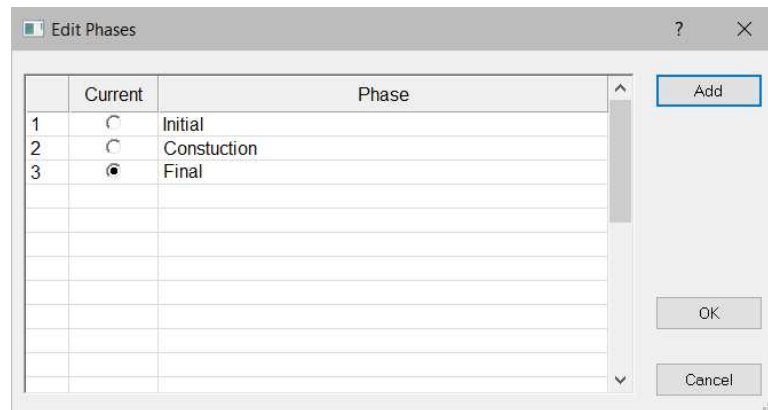 Edit Phases ?
Current Phase Add
1 Initial
2 Constuction
3 Final
OK
Cancel